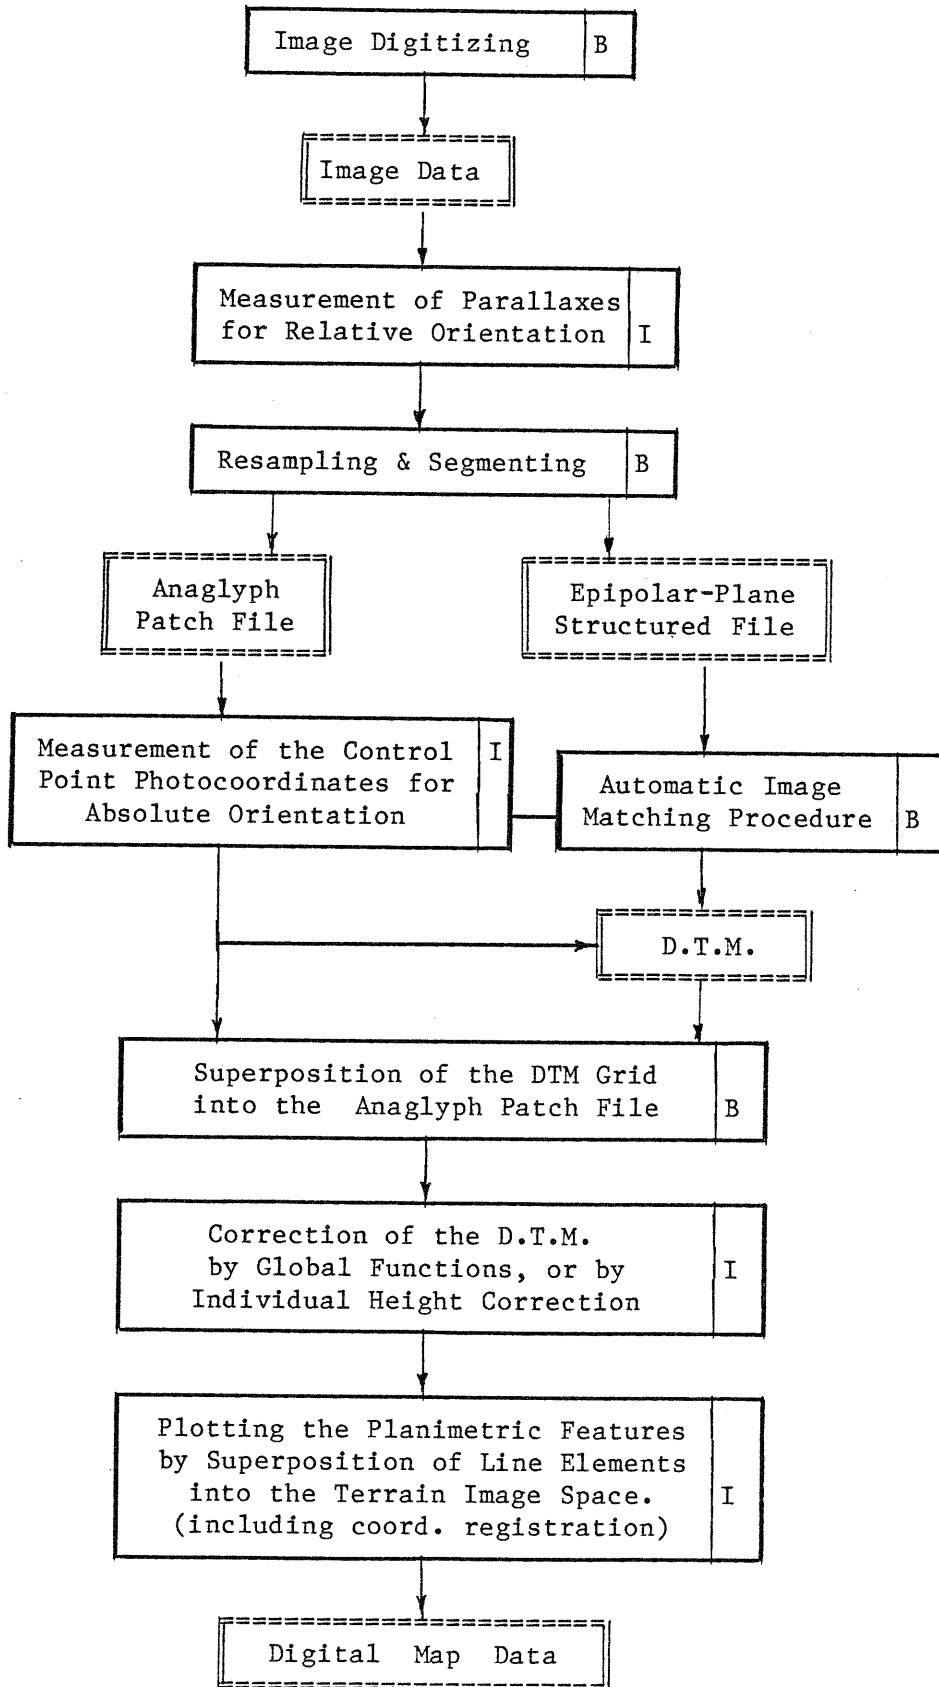 Image Digitizing B
Image Data
Measurement of Parallaxes
for Relative Orientation I
Resampling & Segmenting B
Anaglyph
Patch File
Epipolar-Plane
Structured File
Measurement of the Control I
Point Photocoordinates for
Absolute Orientation
Automatic Image
Matching Procedure B
D.T.M.
Superposition of the DTM Grid
into the Anaglyph Patch File B
Correction of the D.T.M.
by Global Functions, or by I
Individual Height Correction
Plotting the Planimetric Features
by Superposition of Line Elements
into the Terrain Image Space. I
(including coord. registration)
Digital Map Data